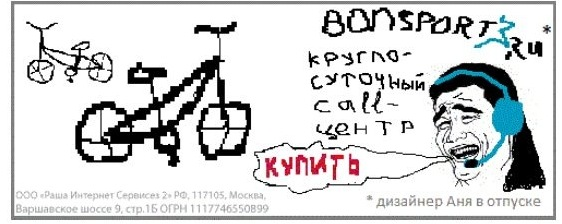 BONSPORT3
.RU *
КРУГЛО-
СУТОЧНЫЙ
CALL-
ЦЕНТР
КУПИТЬ
ООО «Раша Интернет Сервисез 2» РФ, 117105, Москва,
Варшавское шоссе 9, стр.1Б ОГРН 1117746550899
* дизайнер Аня в отпуске